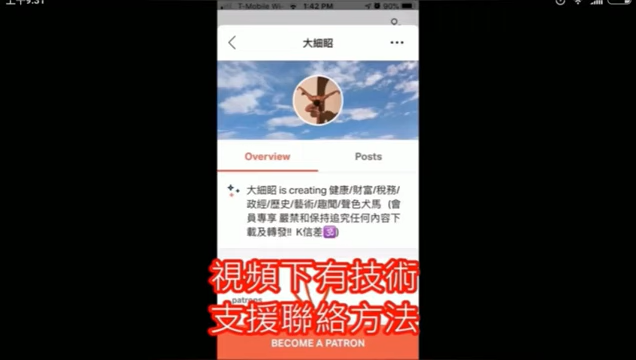 上午9:31
T-Mobile Wi-
1:42 PM
90%
大細昭
Overview
Posts
大細昭 is creating 健康/財富/稅務/
政經/歷史/藝術/趣聞/聲色犬馬 (會
員專享 嚴禁和保持追究任何內容下
載及轉發!! K信差🕉)
視頻下有技術
patrons
支援聯絡方法
BECOME A PATRON